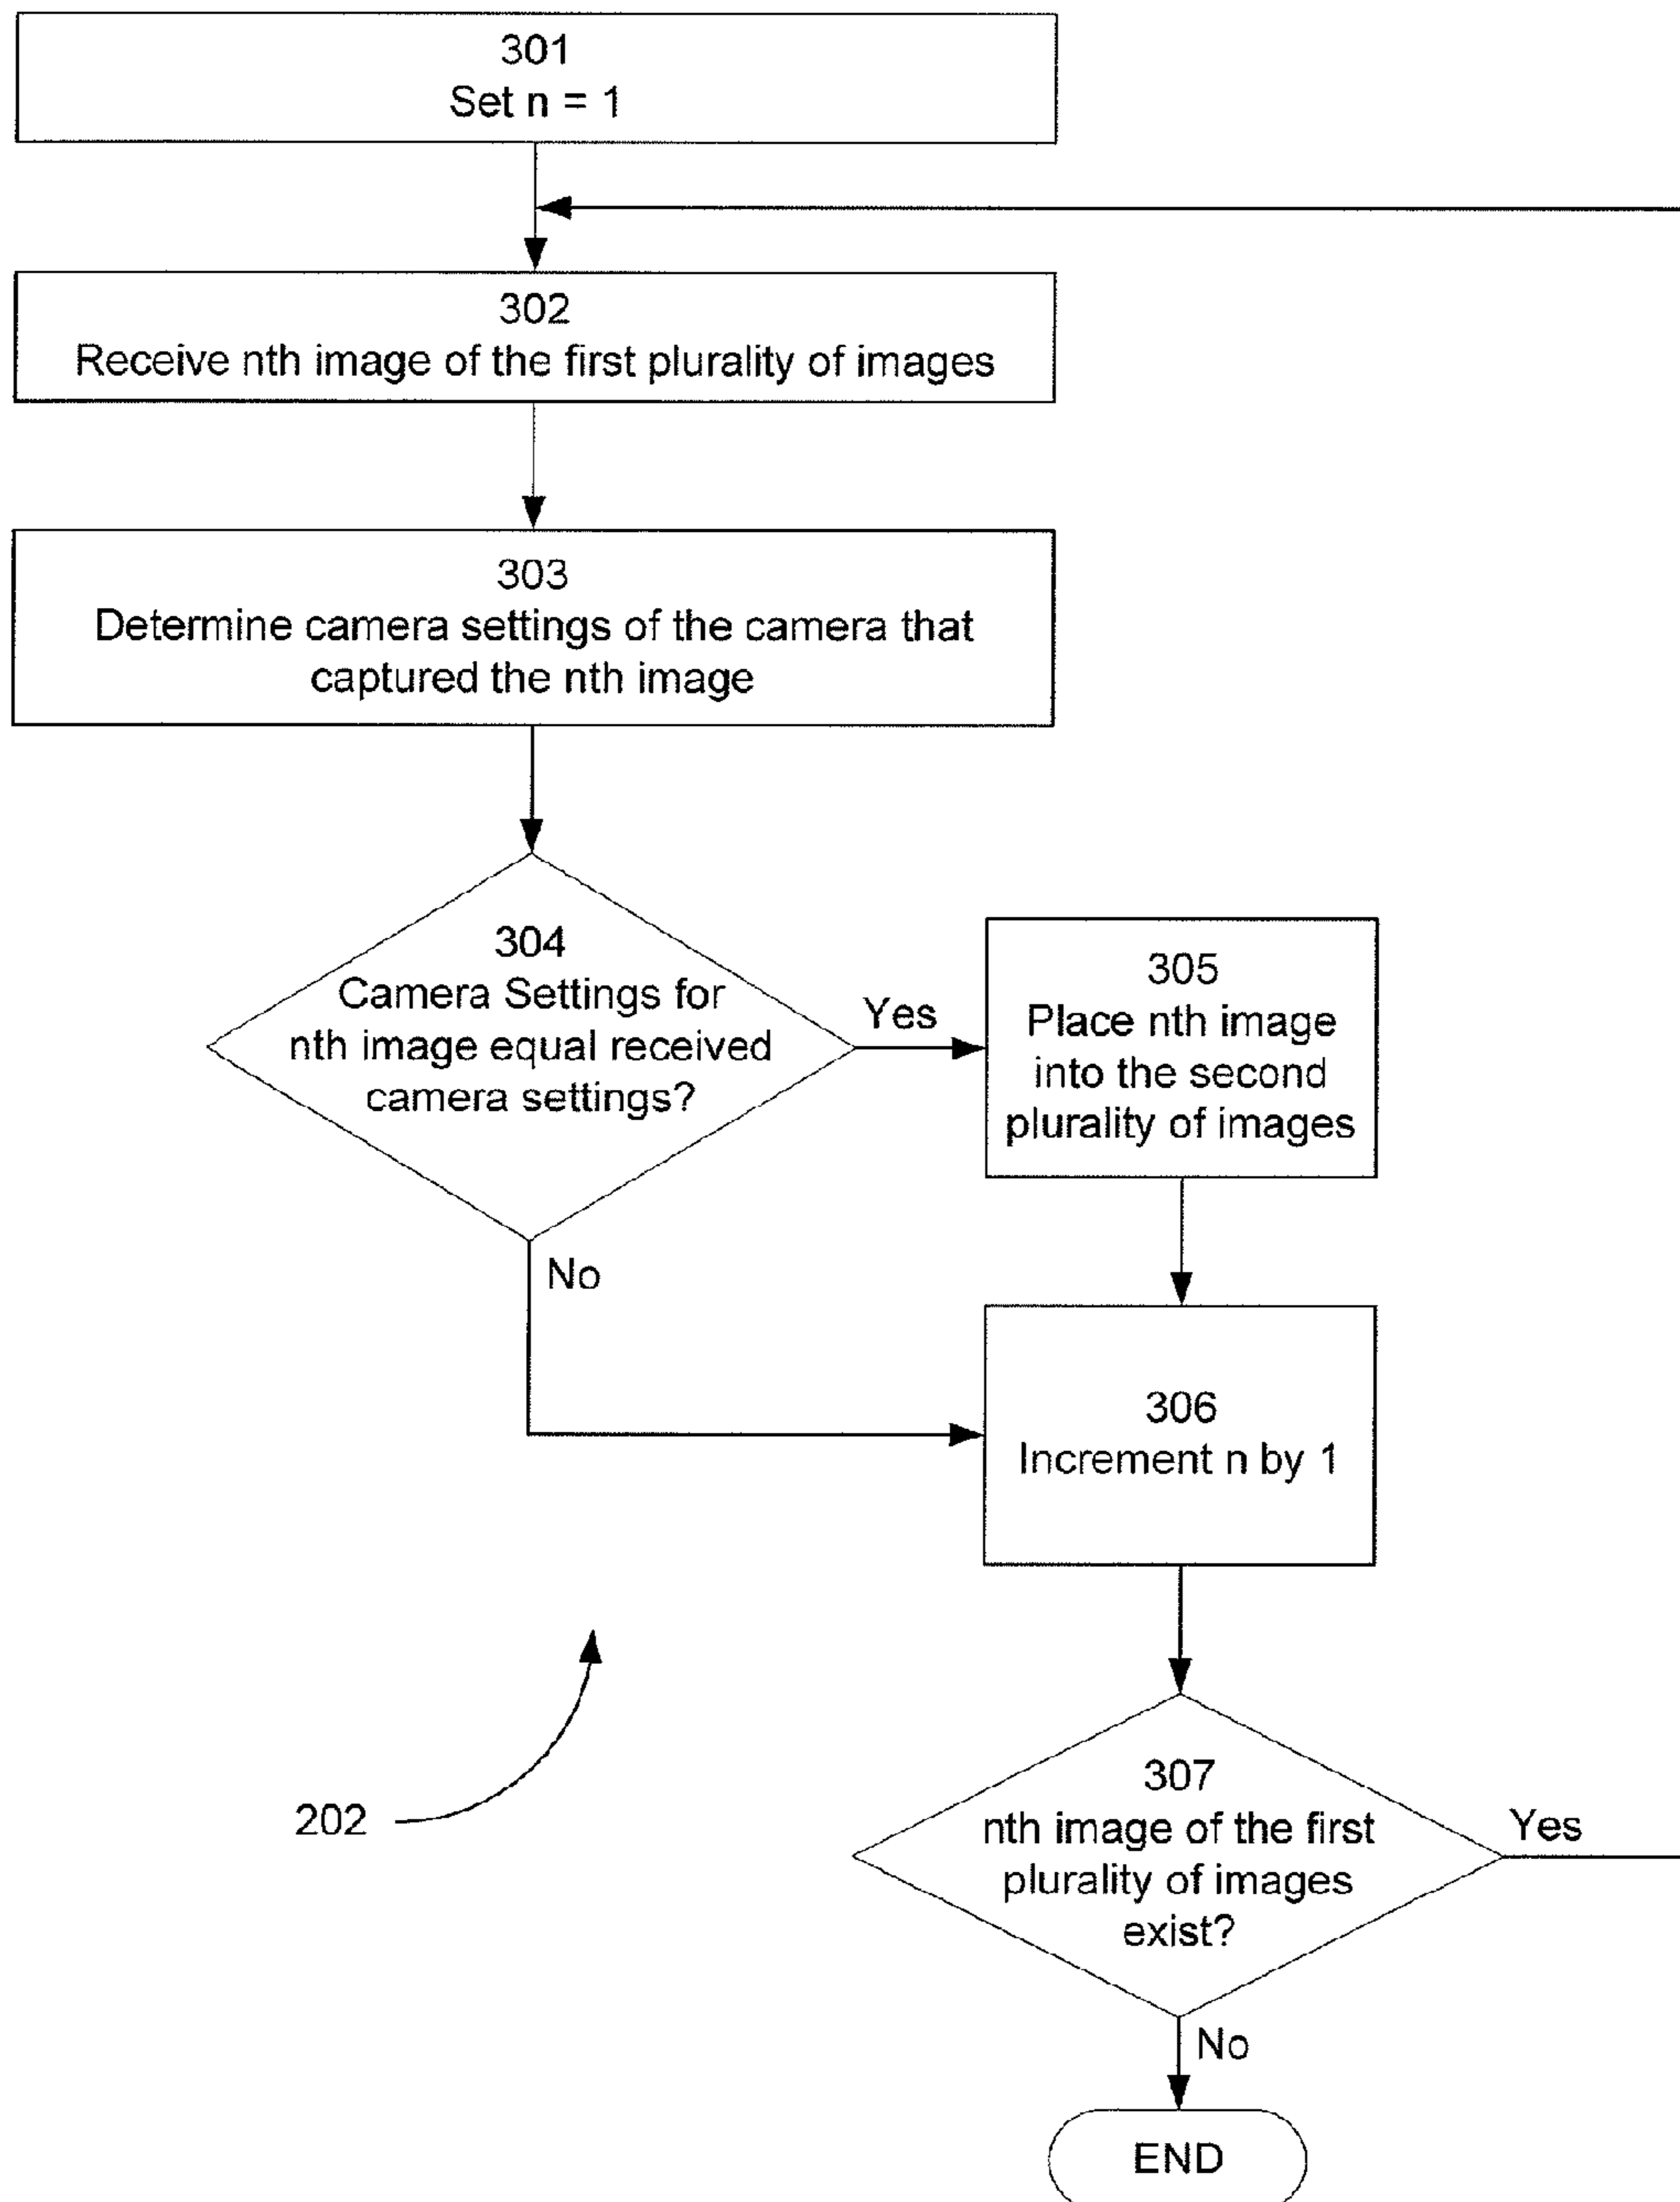 301
Set n = 1
302
Receive nth image of the first plurality of images
303
Determine camera settings of the camera that
captured the nth image
304
Camera Settings for
nth image equal received
camera settings?
Yes
305
Place nth image
into the second
plurality of images
No
306
Increment n by 1
202
307
nth image of the first
plurality of images
exist?
Yes
No
END